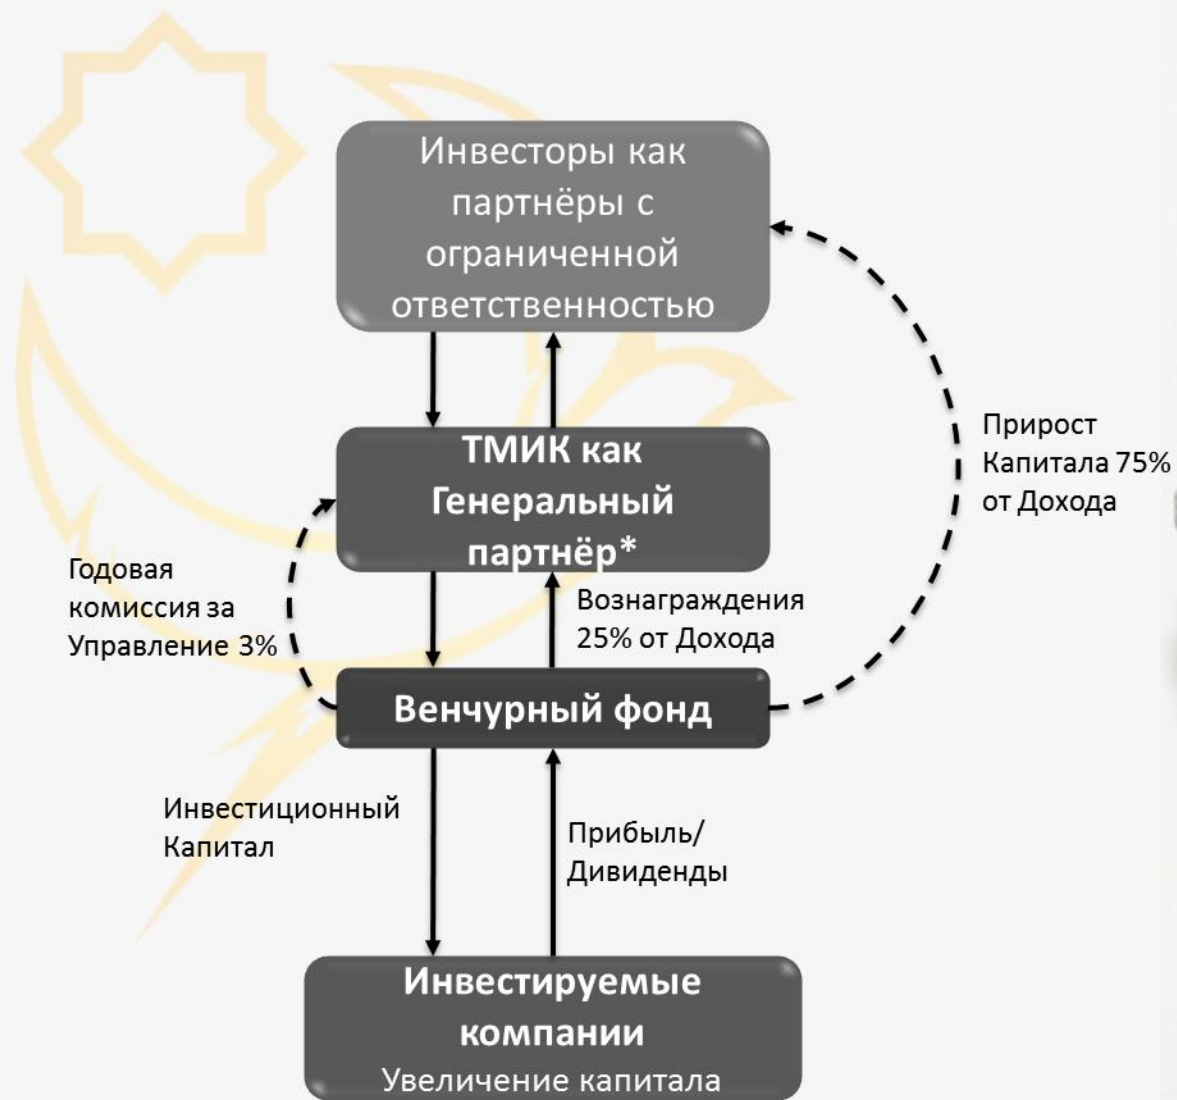 Инвесторы как
партнёры с
ограниченной
ответственностью
Прирост
Капитала 75%
от Дохода
ТМИК как
Генеральный
партнёр*
Годовая
комиссия за
Управление 3%
Вознаграждения
25% от Дохода
Венчурный фонд
Инвестиционный
Капитал
Прибыль/
Дивиденды
Инвестируемые
компании
Увеличение капитала